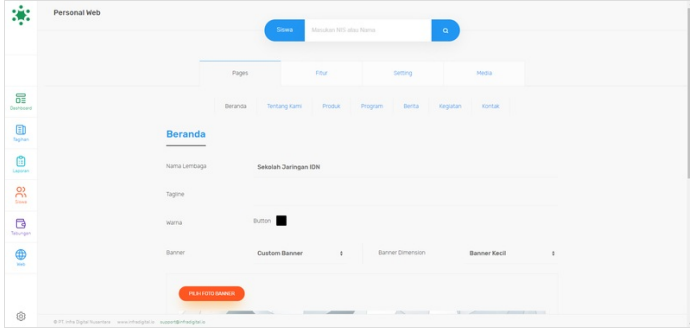 Personal Web
Siswa
Masukan NIS atau Nama
Pages
Fitur
Setting
Media
Beranda
Tentang Kami
Produk
Program
Berita
Kegiatan
Kontak
Dashboard
Tagihan
Laporan
Siswa
Tabungan
Web
Beranda
Nama Lembaga
Sekolah Jaringan IDN
Tagline
Warna
Button
Banner
Custom Banner
Banner Dimension
Banner Kecil
PILIH FOTO BANNER
© PT. Infra Digital Nusantara www.infradigital.io support@infradigital.io